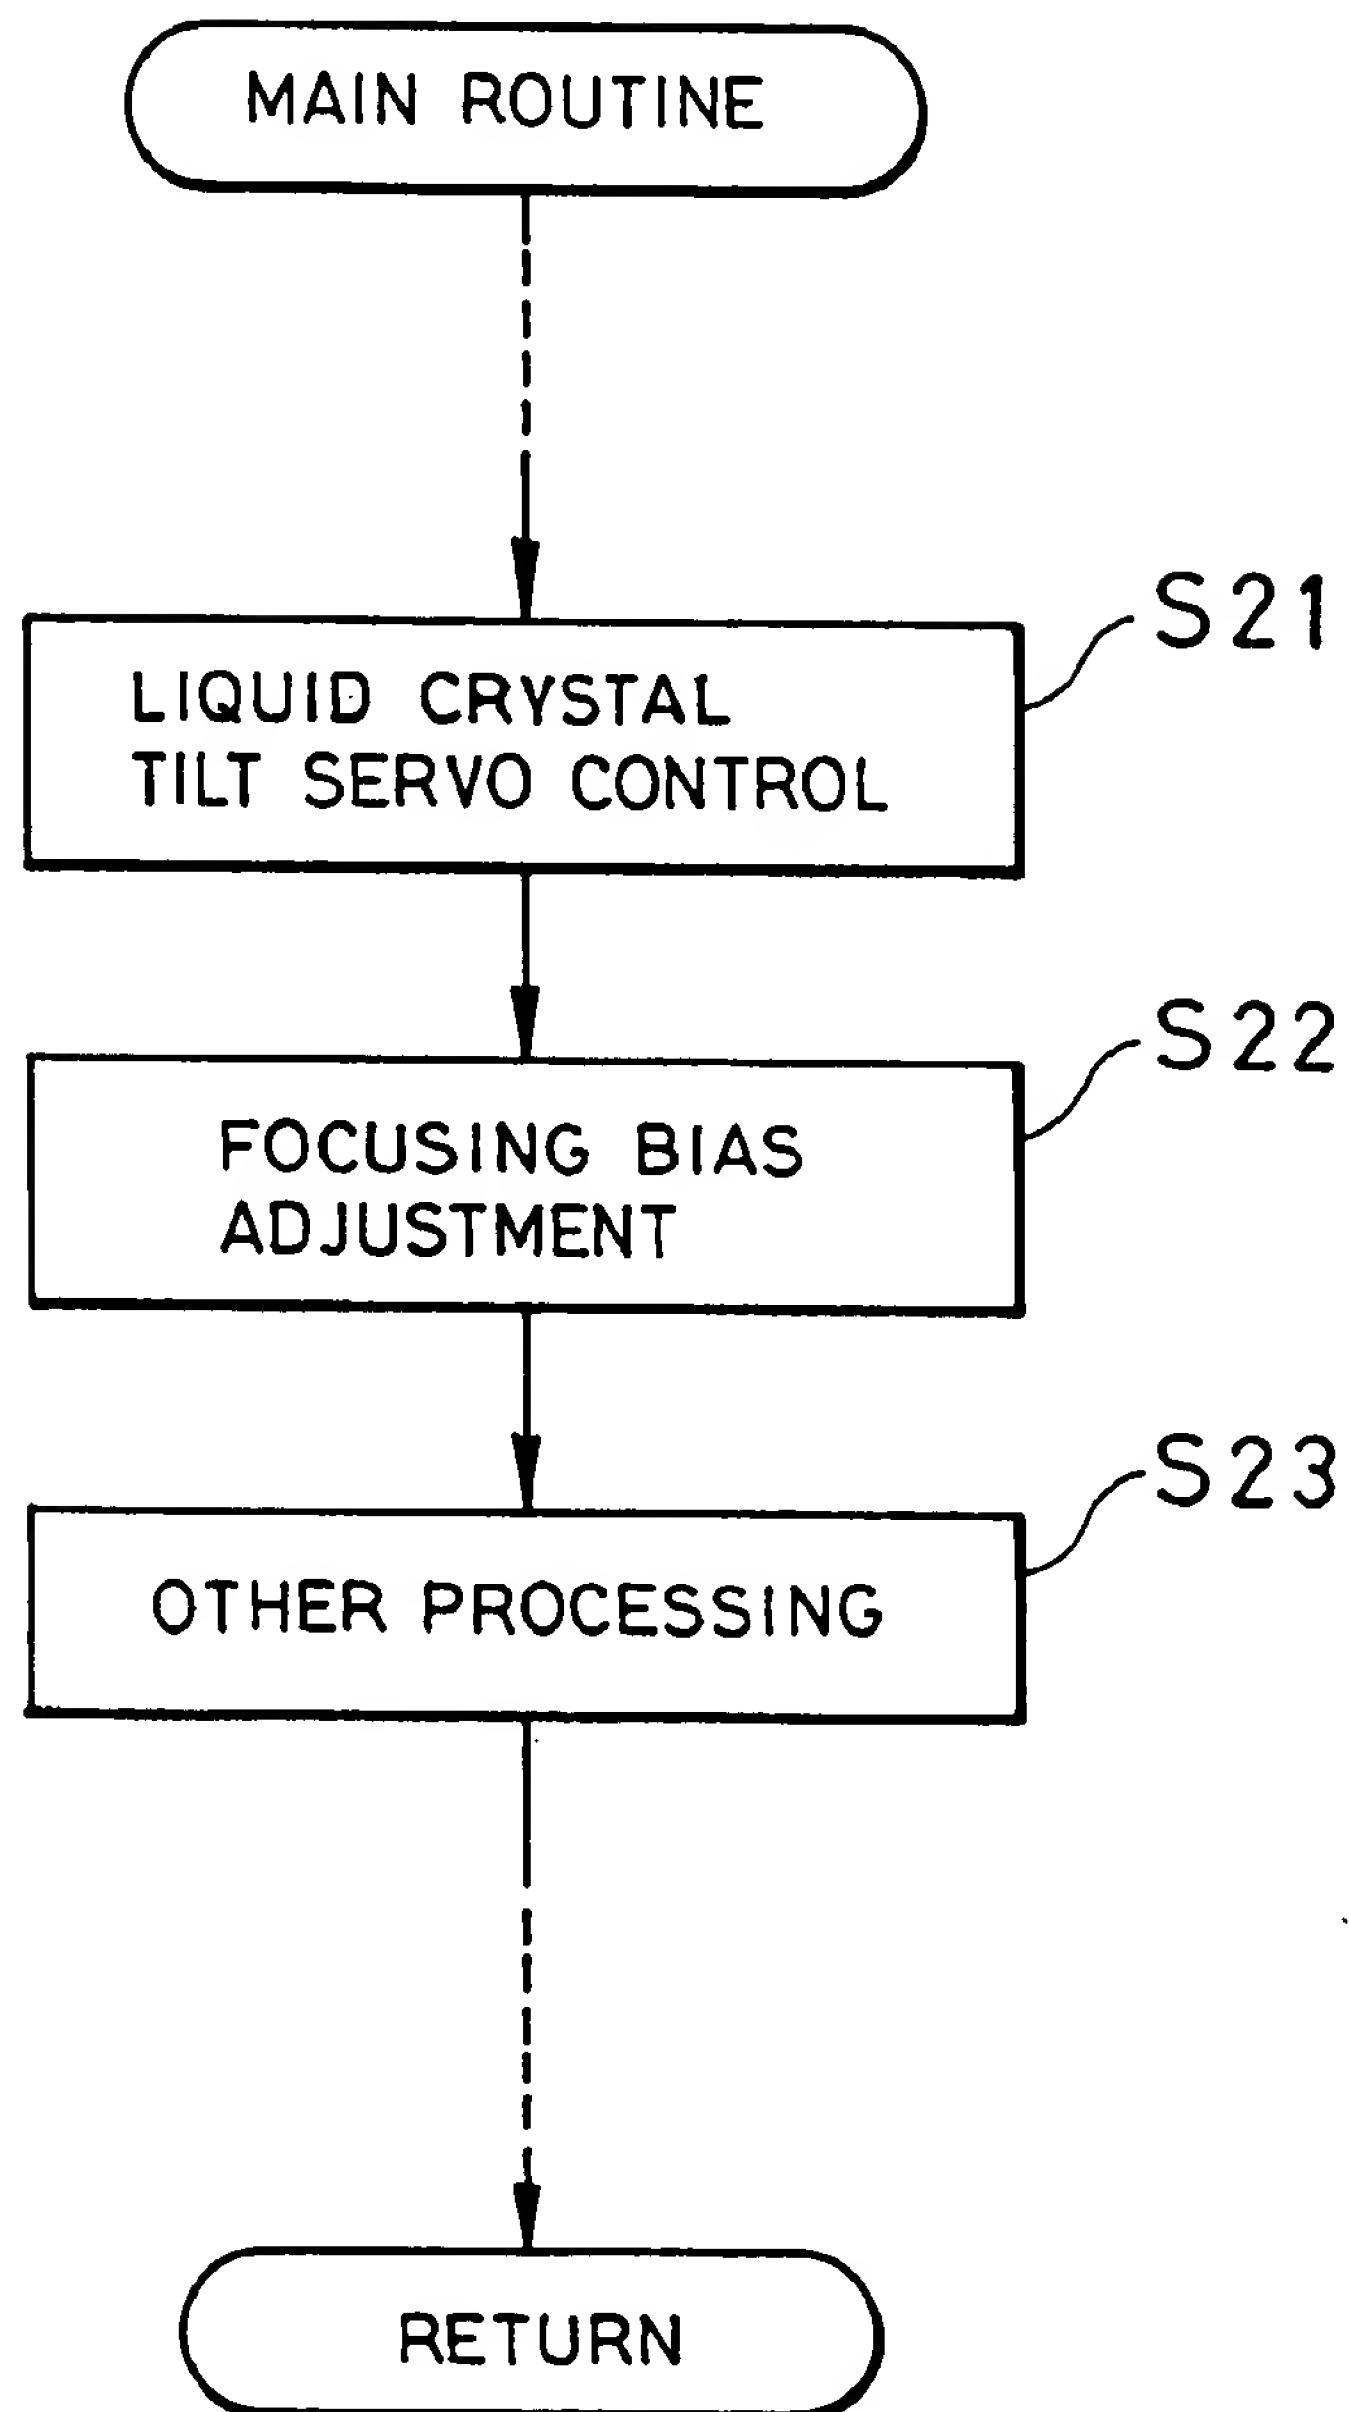 MAIN ROUTINE
S21
LIQUID CRYSTAL
TILT SERVO CONTROL
S22
FOCUSING BIAS
ADJUSTMENT
S23
OTHER PROCESSING
RETURN